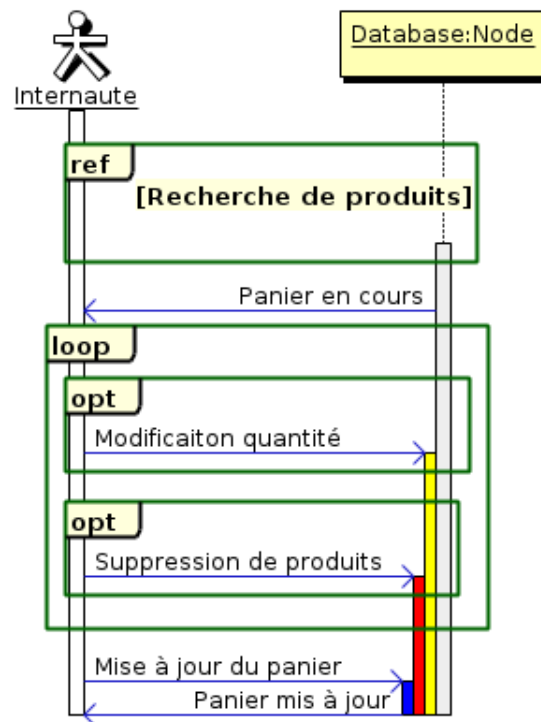 Database:Node
Internaute
ref
[Recherche de produits]
Panier en cours
loop
opt
Modificaiton quantité
opt
Suppression de produits
Mise à jour du panier
Panier mis à jour